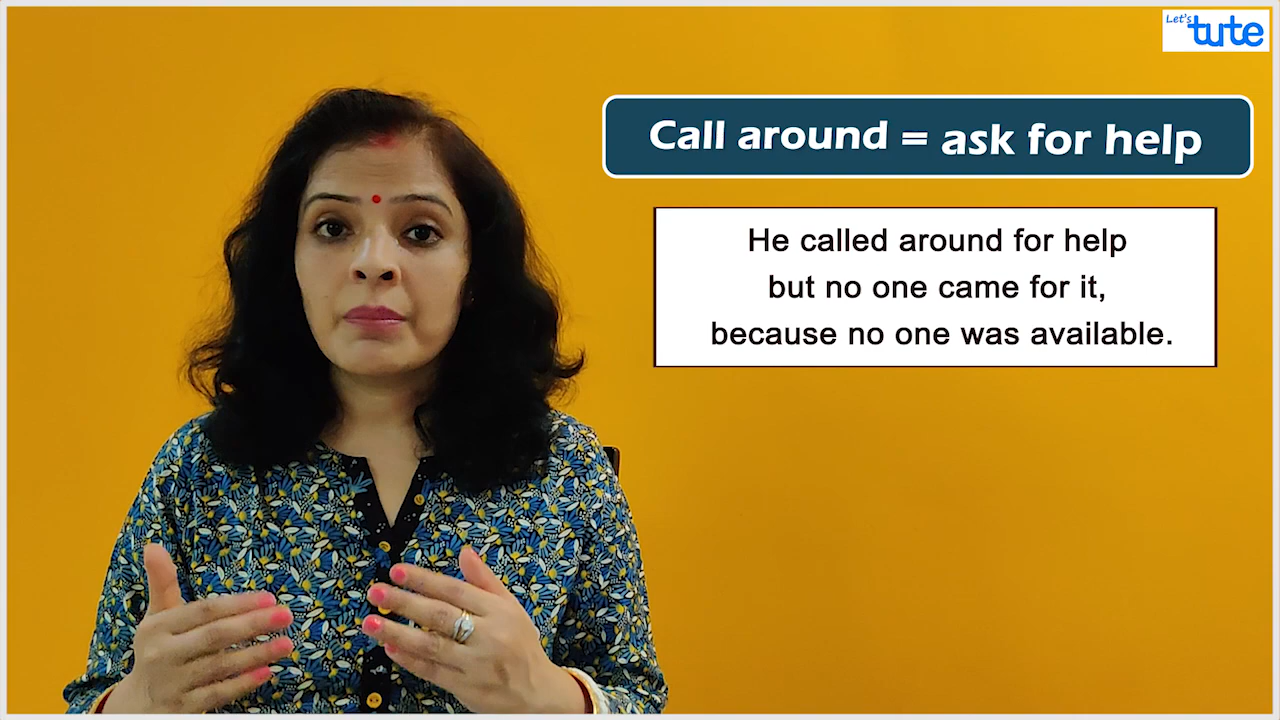 Let's
tute
Call around = ask for help
He called around for help
but no one came for it,
because no one was available.